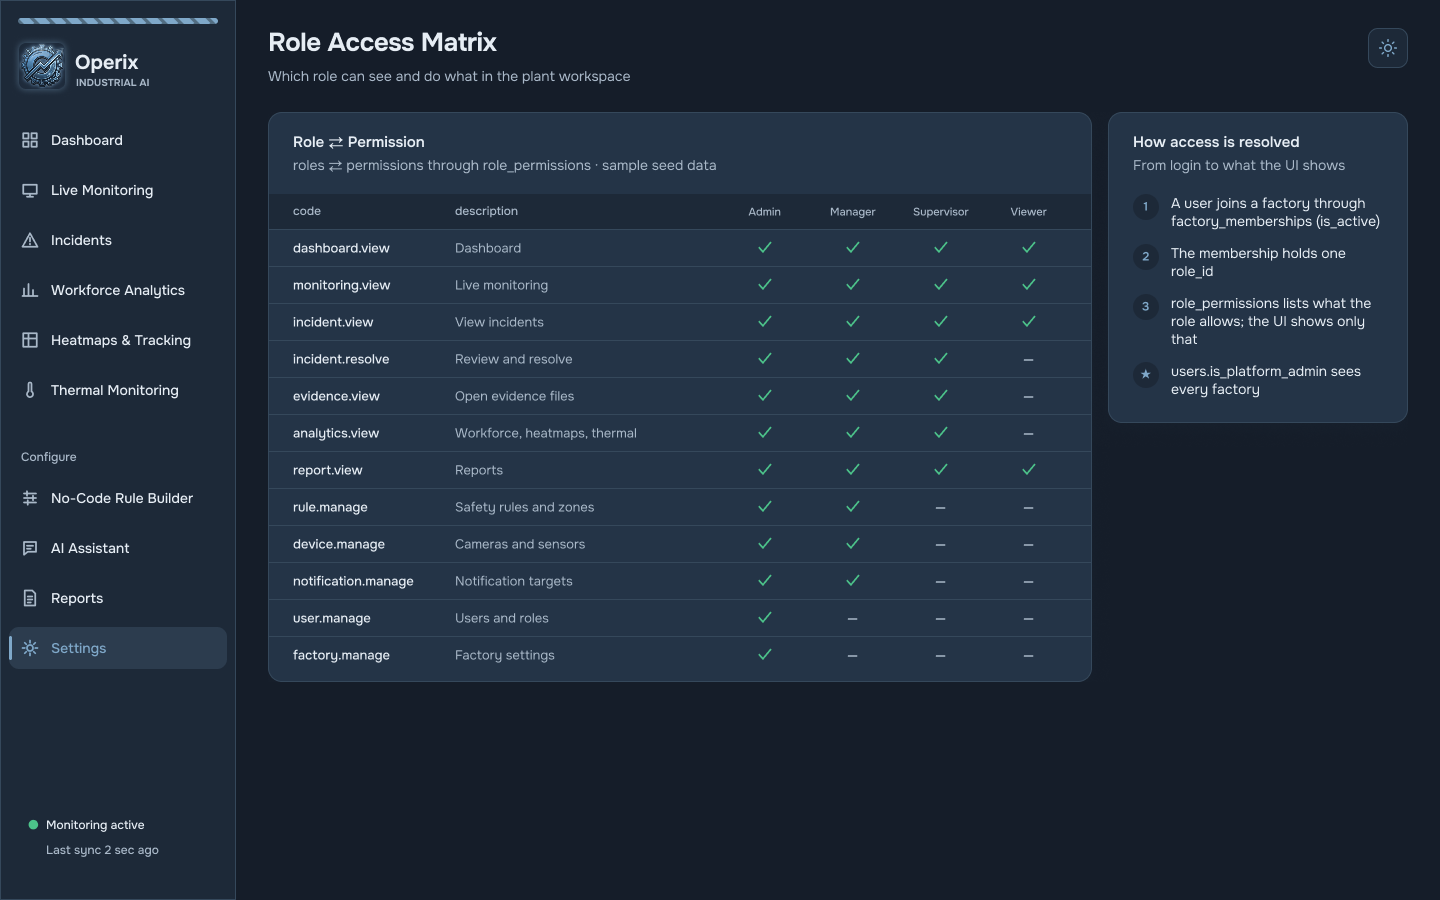 Operix
INDUSTRIAL AI
Dashboard
Live Monitoring
Incidents
Workforce Analytics
Heatmaps & Tracking
Thermal Monitoring
Configure
No-Code Rule Builder
AI Assistant
Reports
Settings
Monitoring active
Last sync 2 sec ago
Role Access Matrix
Which role can see and do what in the plant workspace
Role ⇄ Permission
roles ⇄ permissions through role_permissions · sample seed data
code description Admin Manager Supervisor Viewer
dashboard.view Dashboard ✓ ✓ ✓ ✓
monitoring.view Live monitoring ✓ ✓ ✓ ✓
incident.view View incidents ✓ ✓ ✓ ✓
incident.resolve Review and resolve ✓ ✓ ✓ –
evidence.view Open evidence files ✓ ✓ ✓ –
analytics.view Workforce, heatmaps, thermal ✓ ✓ ✓ –
report.view Reports ✓ ✓ ✓ ✓
rule.manage Safety rules and zones ✓ ✓ – –
device.manage Cameras and sensors ✓ ✓ – –
notification.manage Notification targets ✓ ✓ – –
user.manage Users and roles ✓ – – –
factory.manage Factory settings ✓ – – –
How access is resolved
From login to what the UI shows
1 A user joins a factory through
factory_memberships (is_active)
2 The membership holds one
role_id
3 role_permissions lists what the
role allows; the UI shows only
that
★ users.is_platform_admin sees
every factory